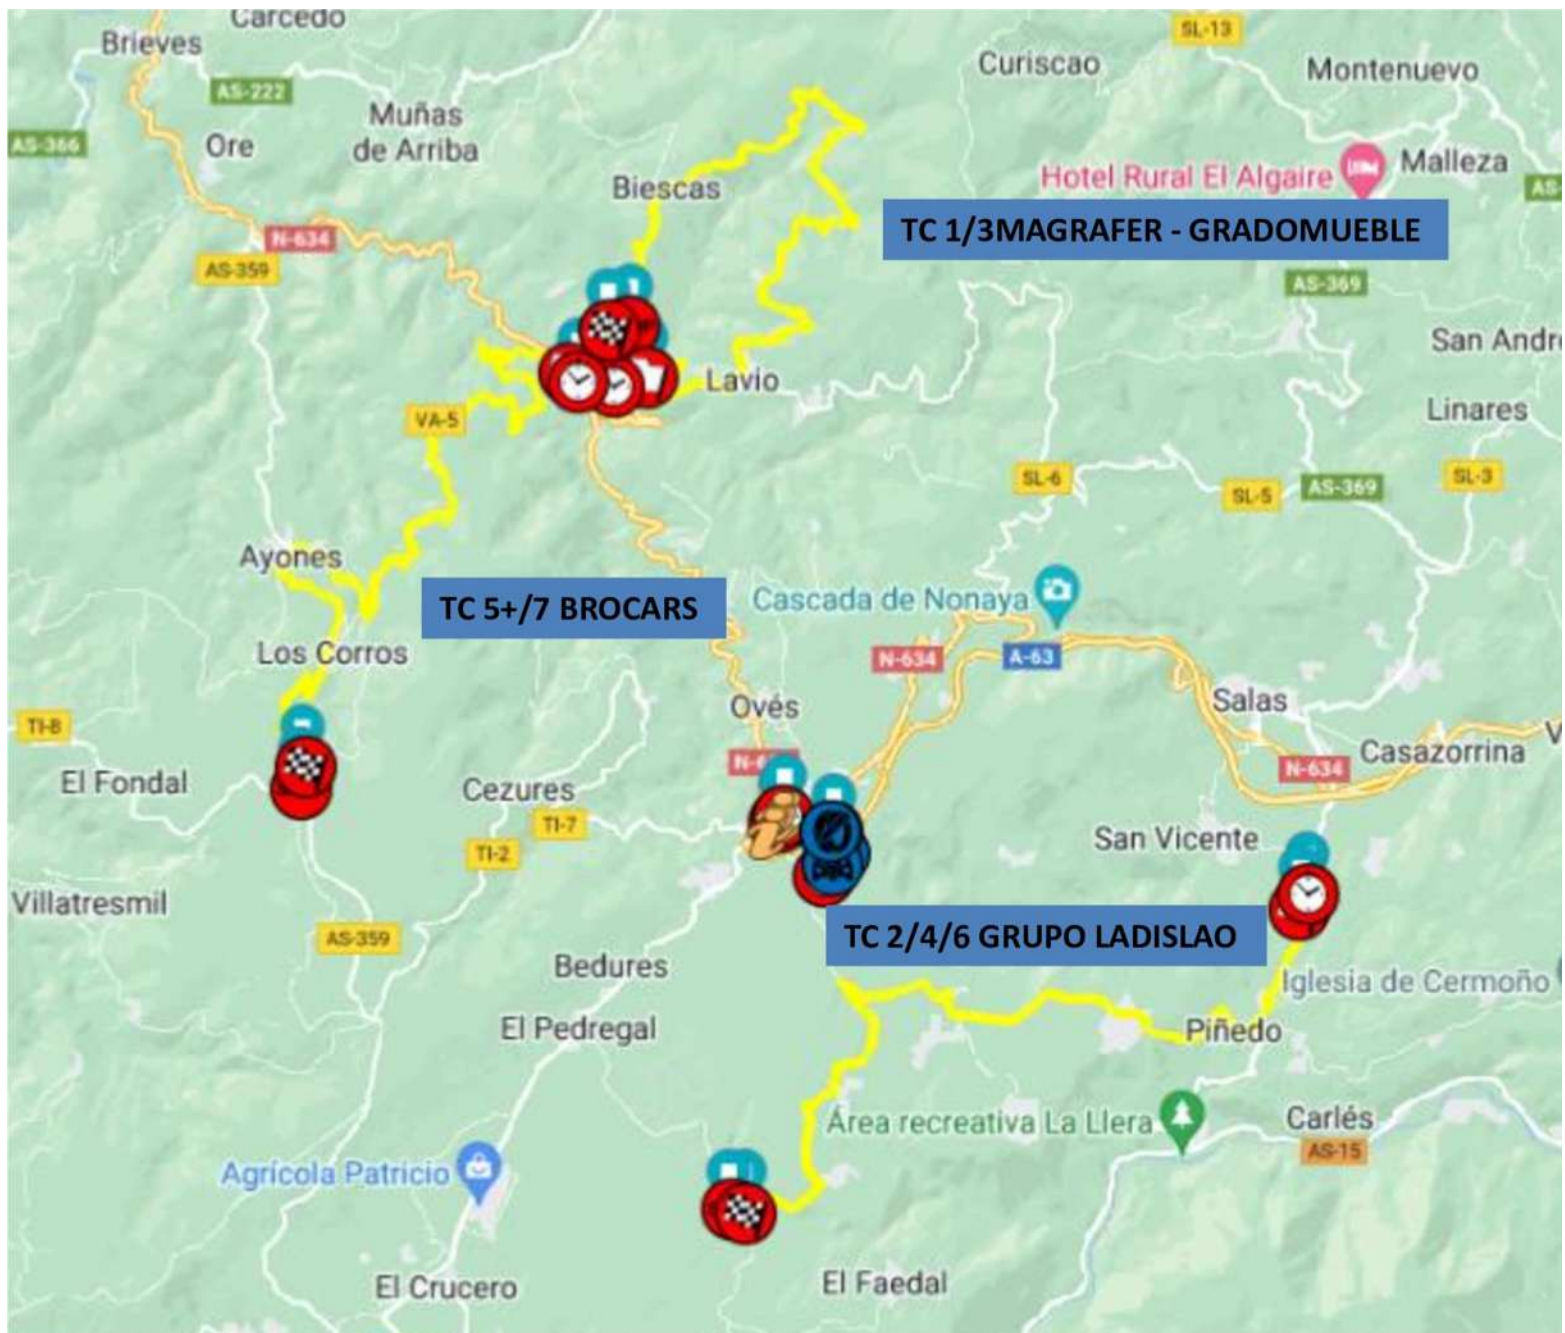 Carcedo
Brieves
SL-13
Curiscao
Montenuevo
AS-222
Muñas
de Arriba
AS-366
Ore
Malleza
Hotel Rural El Algaire
Biescas
AS-
TC 1/3MAGRAFER - GRADOMUEBLE
N-634
AS-359
AS-369
San Andr
Lavio
VA-5
Linares
SL-6
SL-5
AS-369
SL-3
Ayones
TC 5+/7 BROCARS
Cascada de Nonaya
Los Corros
N-634
A-63
Salas
Ovés
TI-8
Casazorrina
V
N-6
N-634
El Fondal
Cezures
TI-7
San Vicente
TI-2
Villatresmil
AS-359
TC 2/4/6 GRUPO LADISLAO
Bedures
Iglesia de Cermoño
El Pedregal
Piñedo
Área recreativa La Llera
Carlés
AS-15
Agrícola Patricio
El Crucero
El Faedal